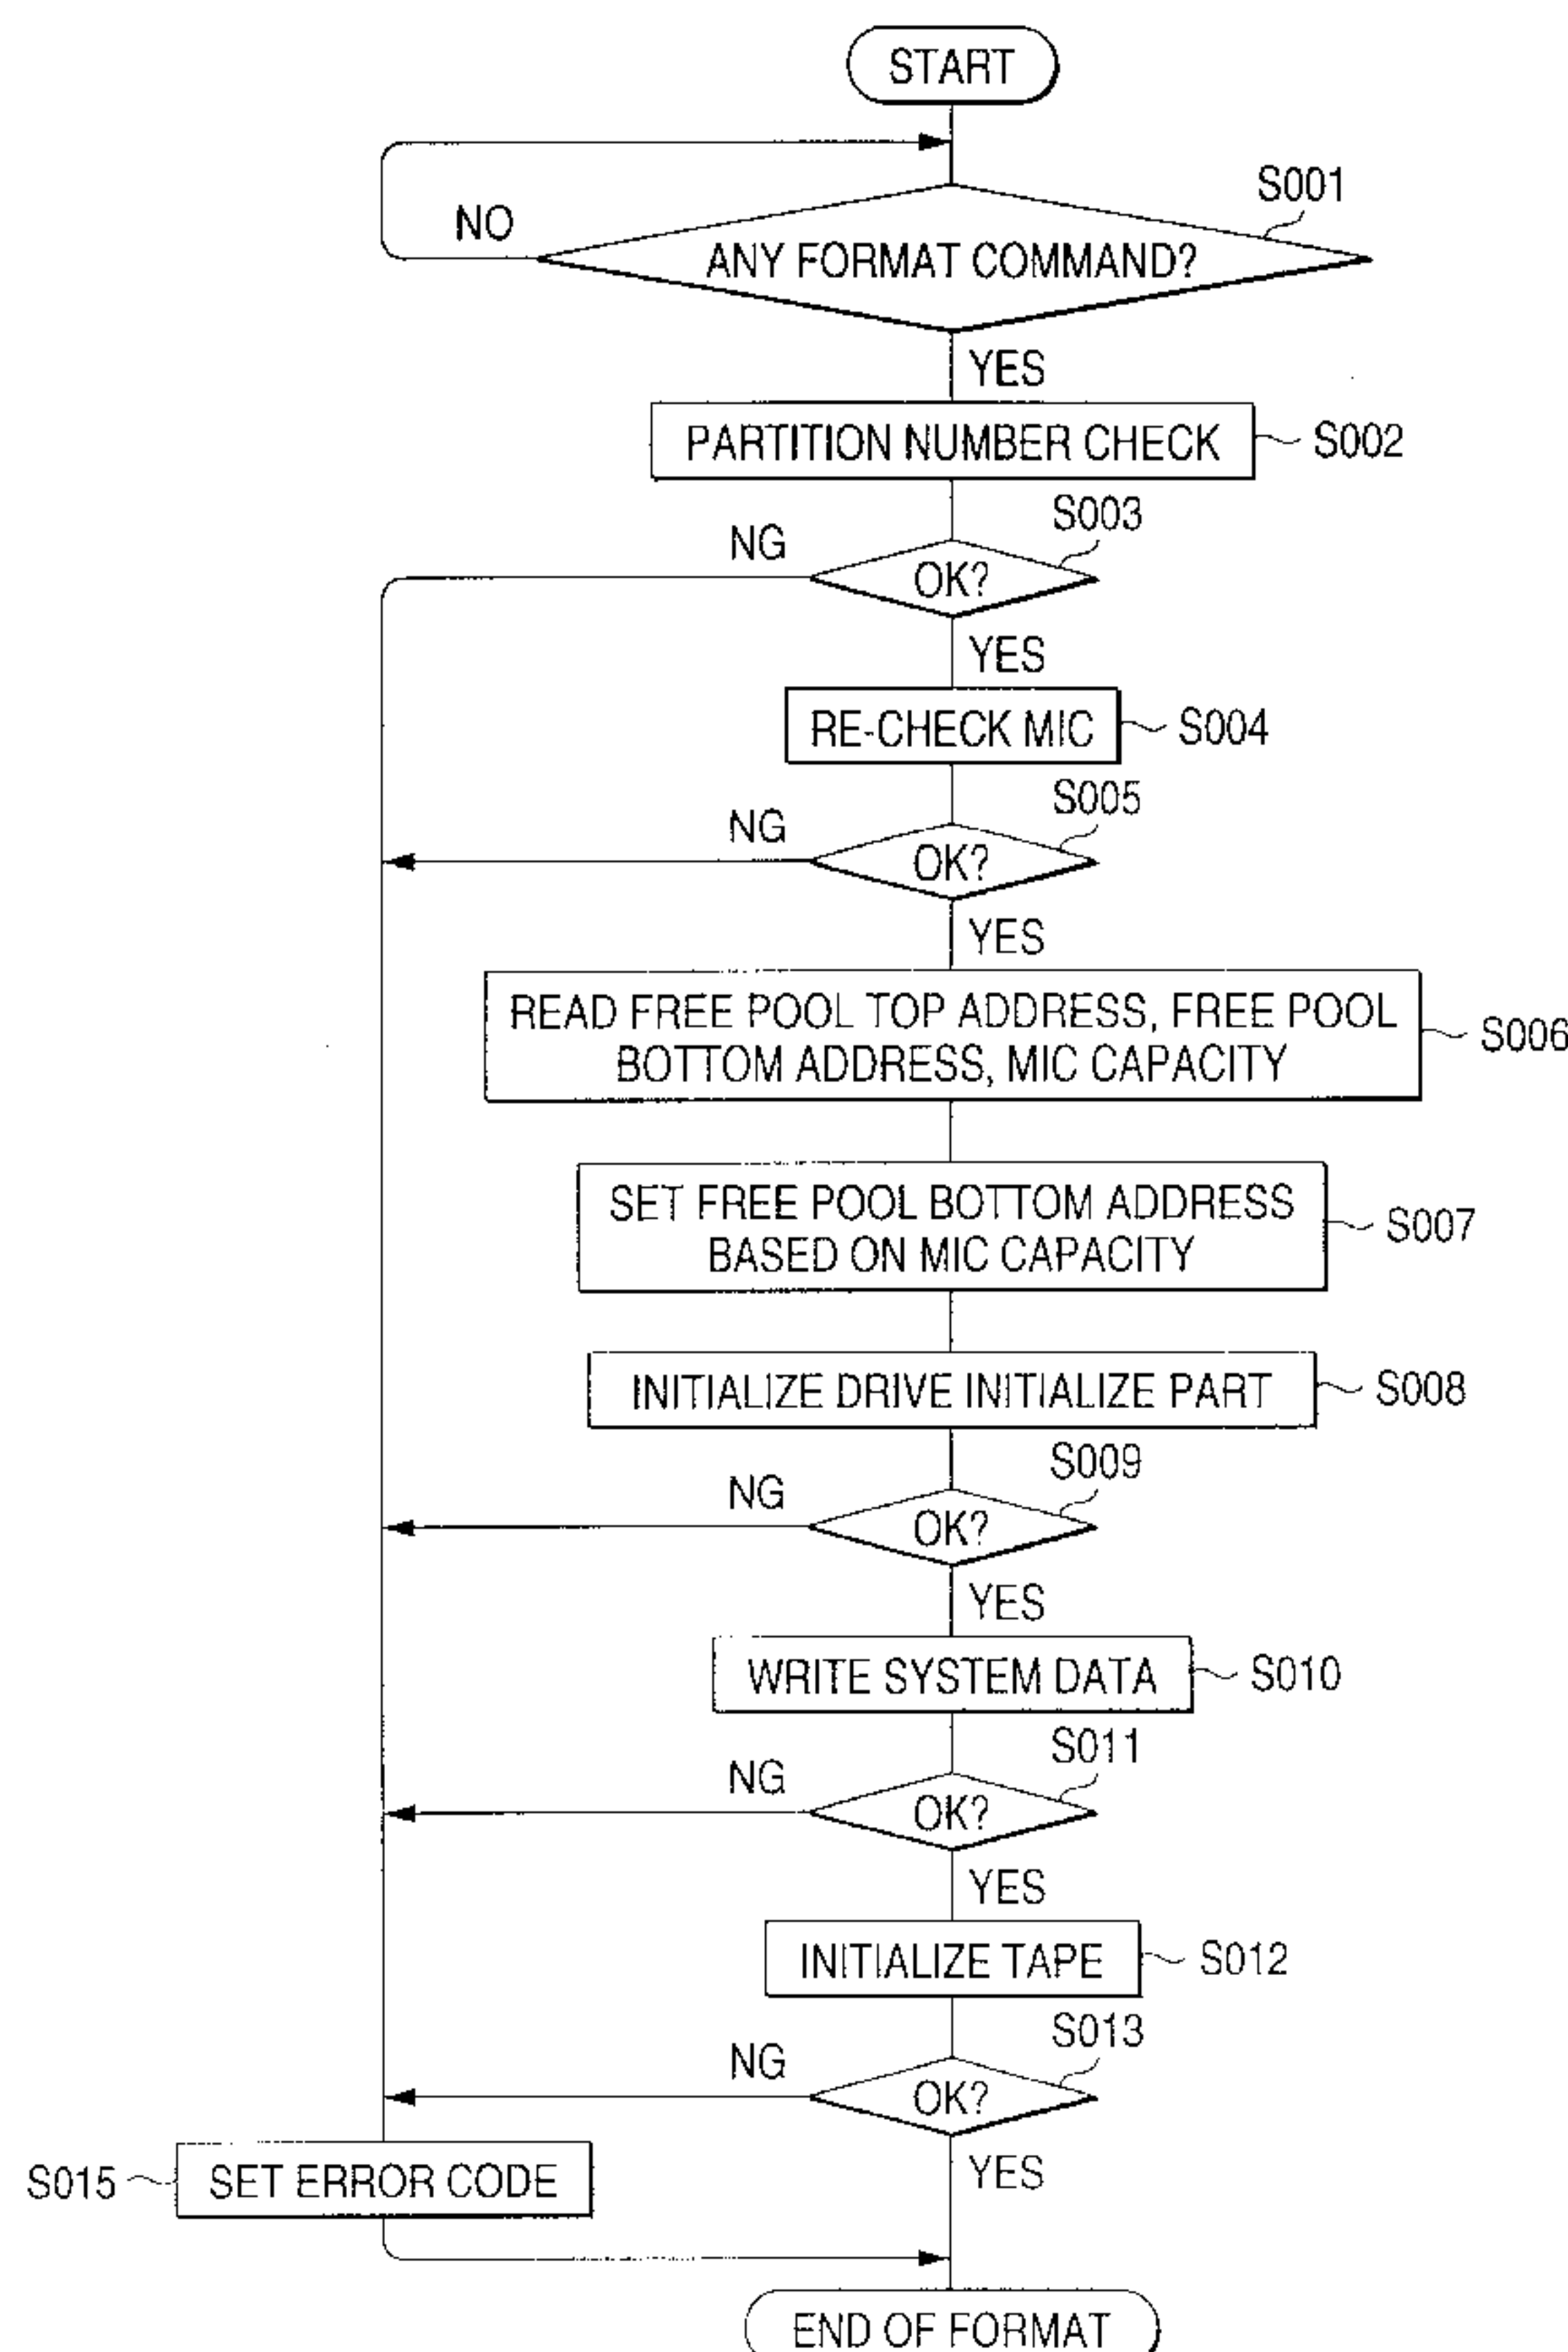 START
S001
NO
ANY FORMAT COMMAND?
YES
PARTITION NUMBER CHECK
S002
S003
NG
OK?
YES
RE-CHECK MIC
S004
S005
NG
OK?
YES
READ FREE POOL TOP ADDRESS, FREE POOL
BOTTOM ADDRESS, MIC CAPACITY
S006
SET FREE POOL BOTTOM ADDRESS
BASED ON MIC CAPACITY
S007
INITIALIZE DRIVE INITIALIZE PART
S008
S009
NG
OK?
YES
WRITE SYSTEM DATA
S010
S011
NG
OK?
YES
INITIALIZE TAPE
S012
S013
NG
OK?
YES
S015
SET ERROR CODE
END OF FORMAT